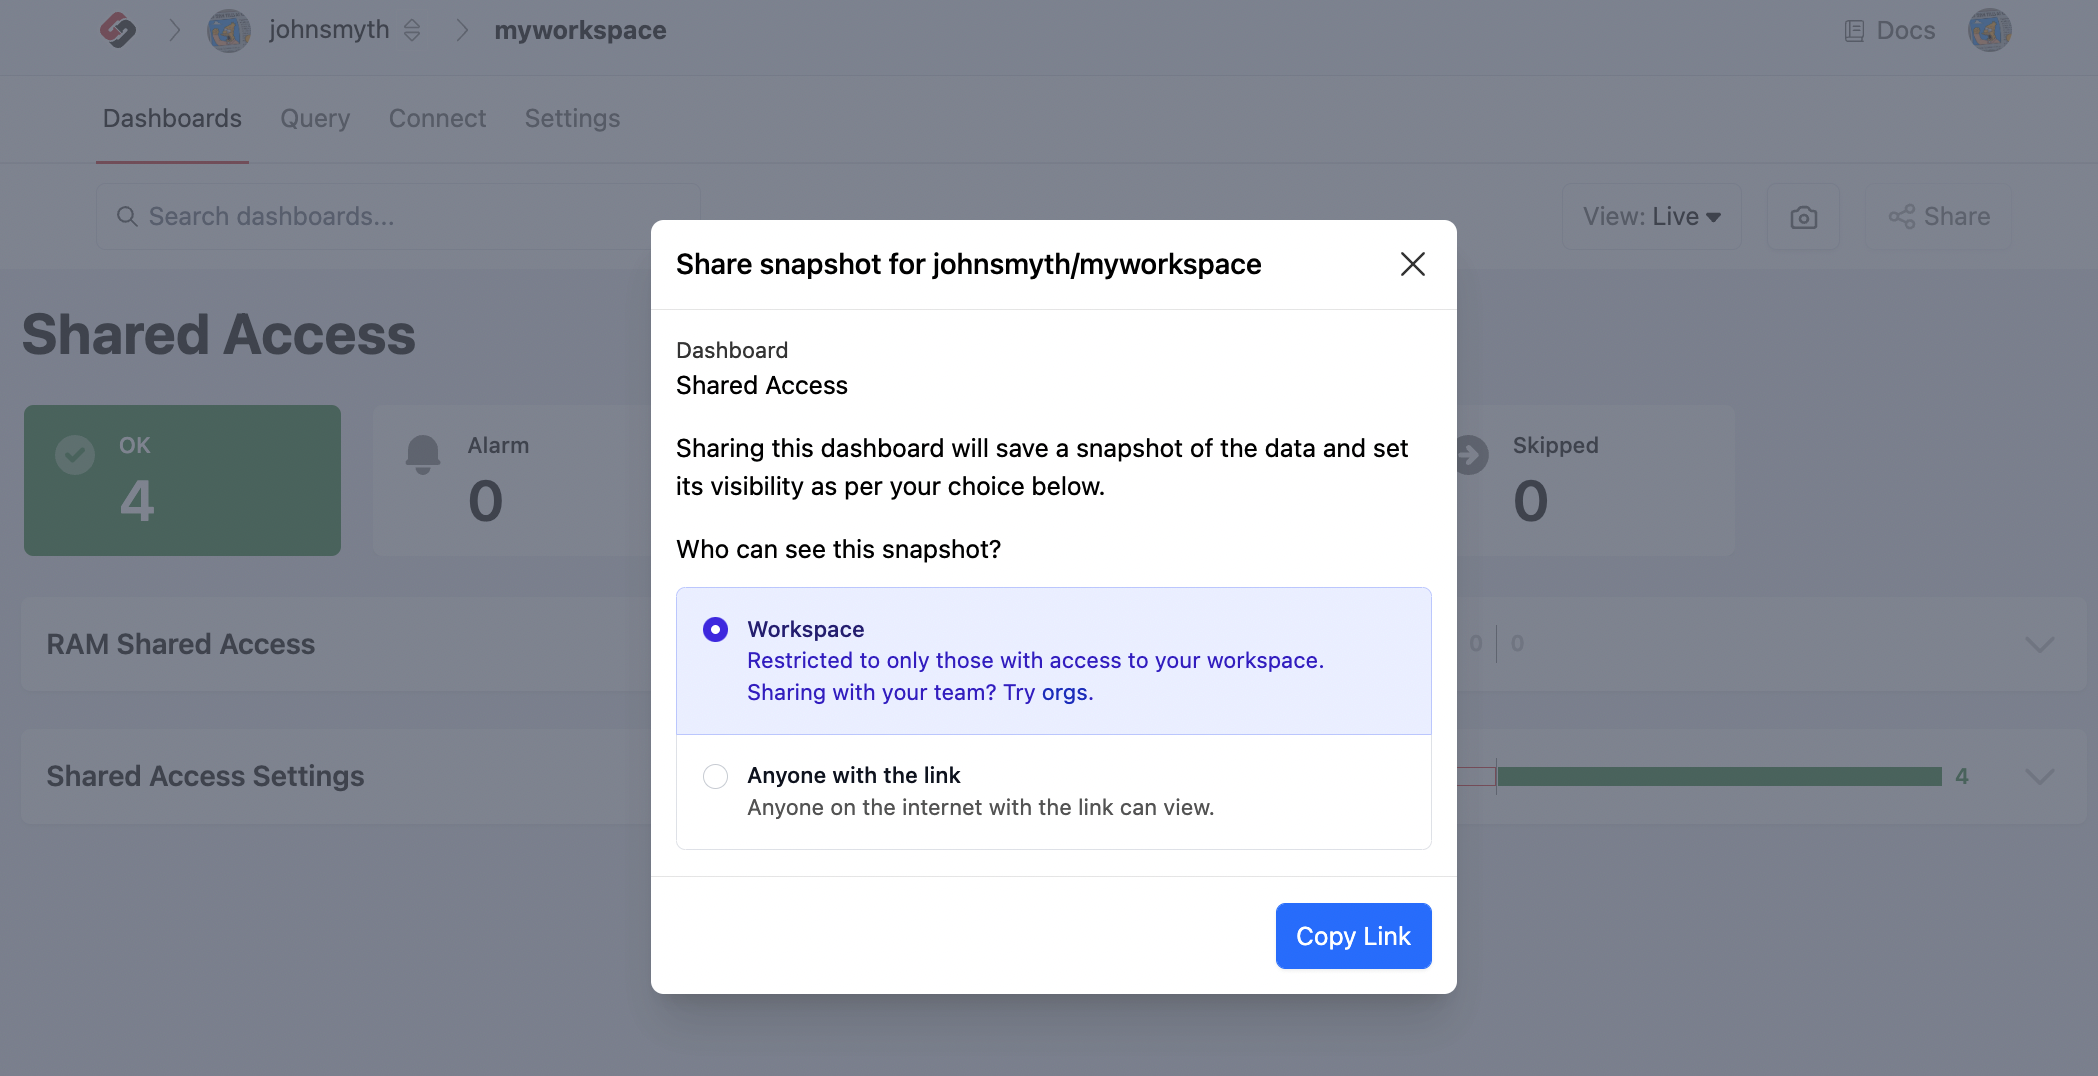 johnsmyth
myworkspace
Docs
Dashboards
Query
Connect
Settings
Search dashboards...
View: Live
Share
Shared Access
OK
4
Alarm
0
Skipped
0
RAM Shared Access
0
0
Shared Access Settings
4
Share snapshot for johnsmyth/myworkspace
Dashboard
Shared Access
Sharing this dashboard will save a snapshot of the data and set
its visibility as per your choice below.
Who can see this snapshot?
Workspace
Restricted to only those with access to your workspace.
Sharing with your team? Try orgs.
Anyone with the link
Anyone on the internet with the link can view.
Copy Link